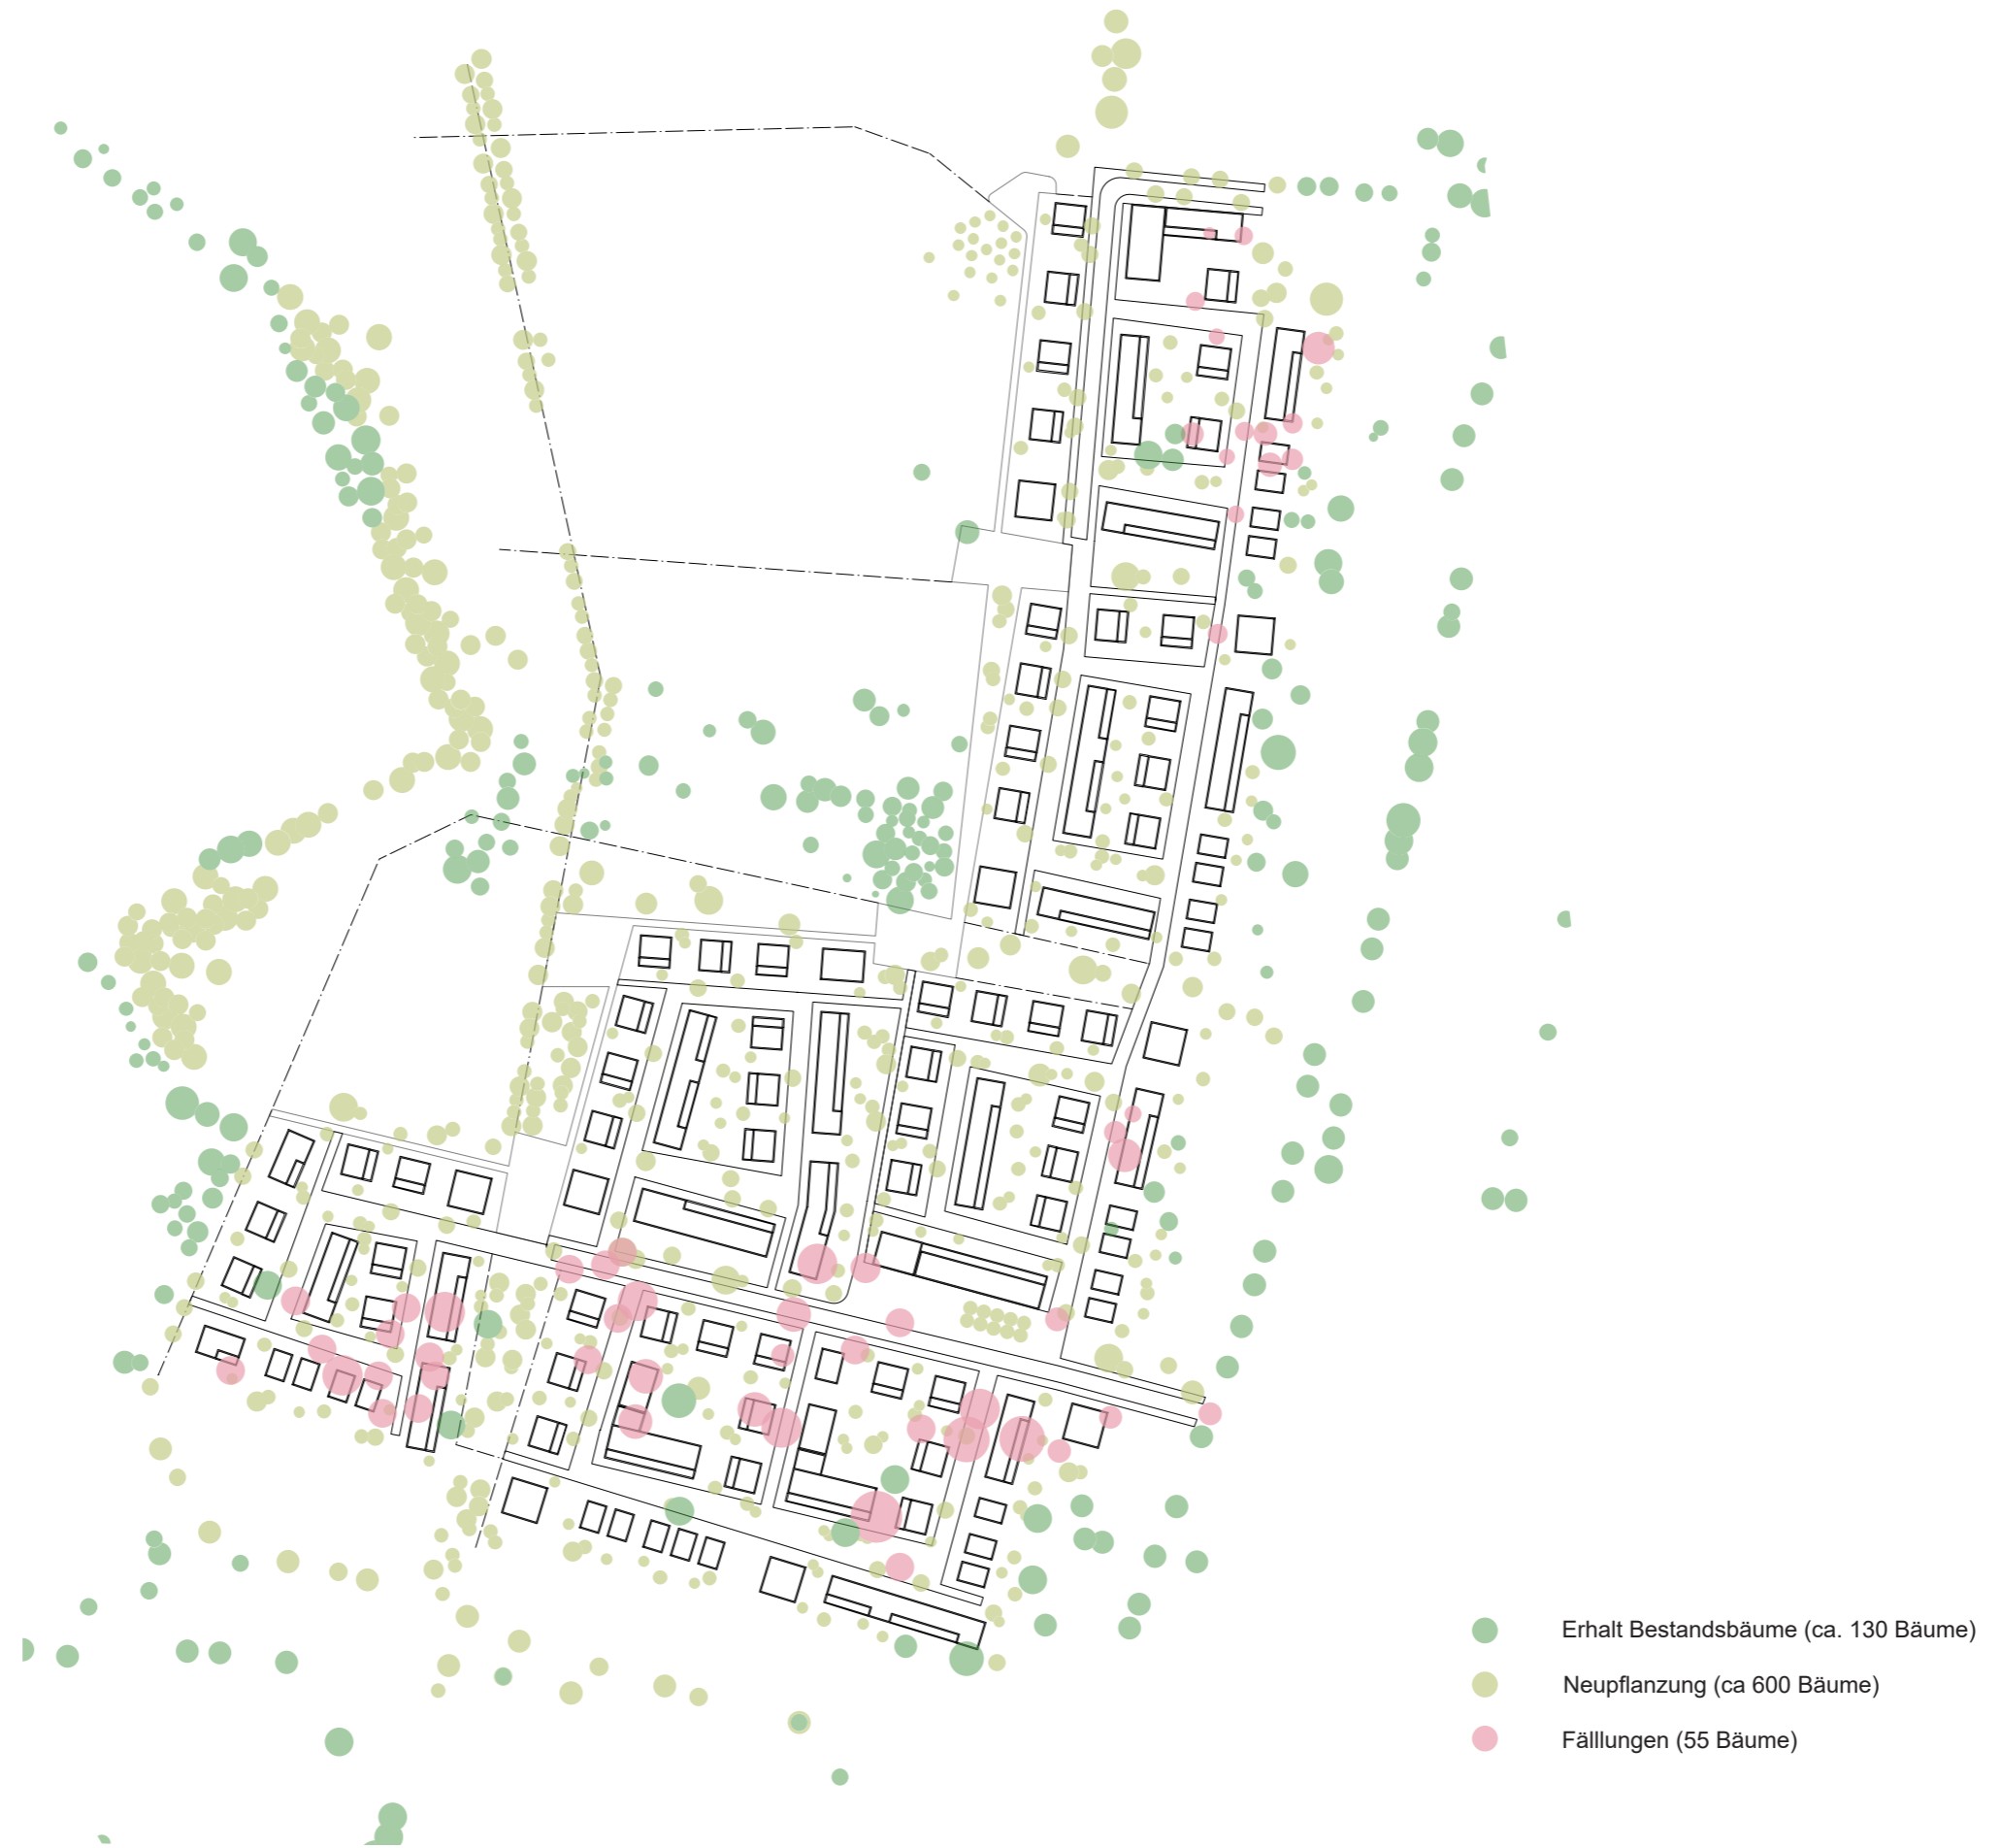 Erhalt Bestandsbäume (ca. 130 Bäume)
Neupflanzung (ca 600 Bäume)
Fälllungen (55 Bäume)